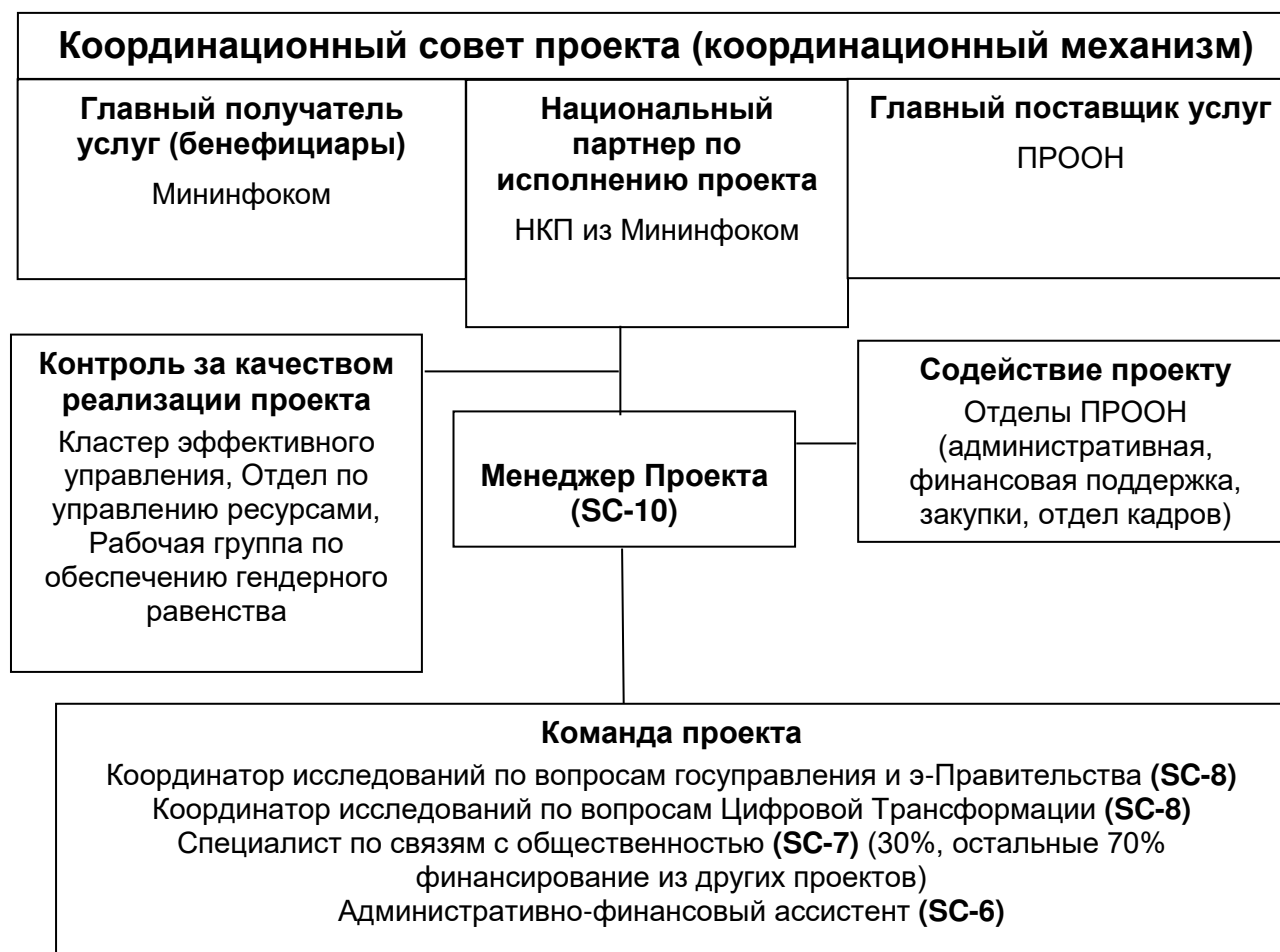 Координационный совет проекта (координационный механизм)
Главный получатель
услуг (бенефициары)
Мининфоком
Национальный
партнер по
исполнению проекта
НКП из Мининфоком
Главный поставщик услуг
ПРООН
Контроль за качеством
реализации проекта
Кластер эффективного
управления, Отдел по
управлению ресурсами,
Рабочая группа по
обеспечению гендерного
равенства
Менеджер Проекта
(SC-10)
Содействие проекту
Отделы ПРООН
(административная,
финансовая поддержка,
закупки, отдел кадров)
Команда проекта
Координатор исследований по вопросам госуправления и э-Правительства (SC-8)
Координатор исследований по вопросам Цифровой Трансформации (SC-8)
Специалист по связям с общественностью (SC-7) (30%, остальные 70%
финансирование из других проектов)
Административно-финансовый ассистент (SC-6)